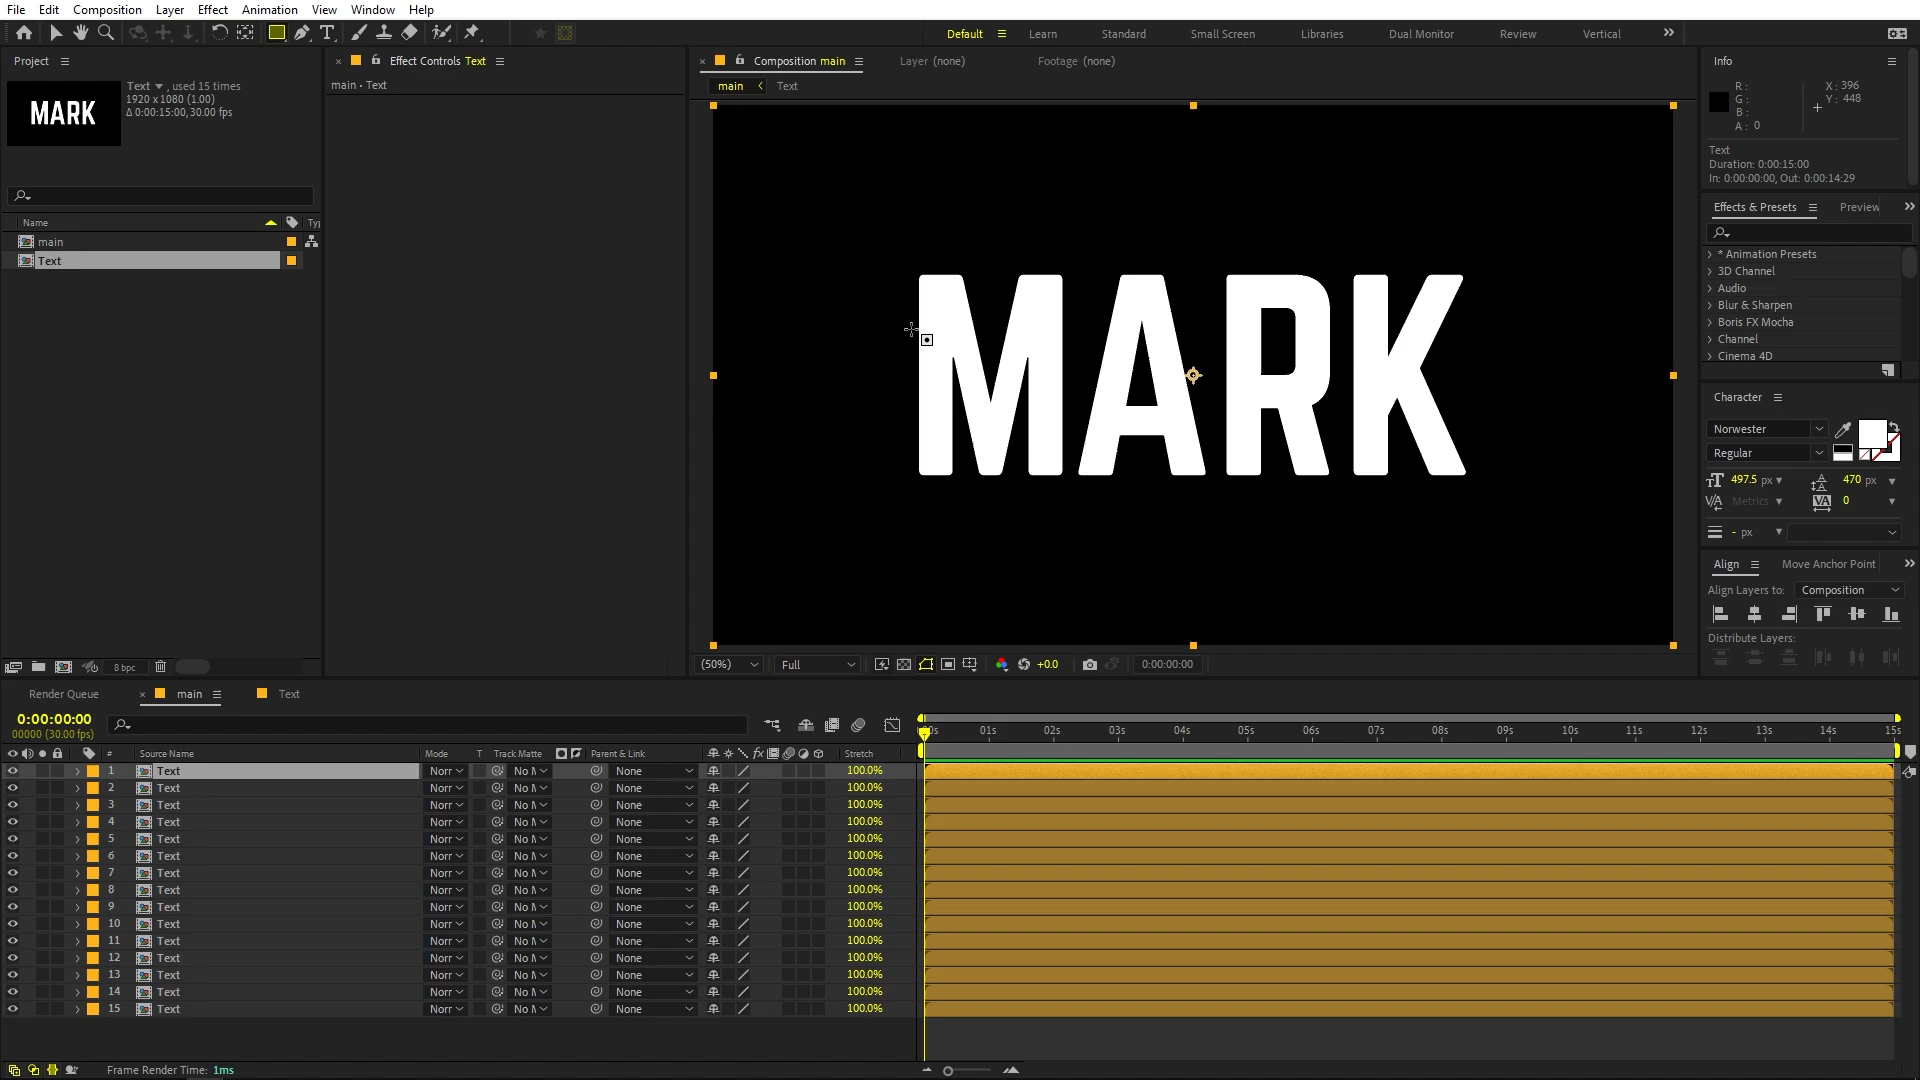 File Edit Composition Layer Effect Animation View Window Help
Default Learn Standard Small Screen Libraries Dual Monitor Review Vertical
Project
Text , used 15 times
1920 x 1080 (1.00)
Δ 0:00:15:00, 30.00 fps
MARK
Name
main
Text
8 bpc
Effect Controls Text
main • Text
Composition main
Layer (none)
Footage (none)
main Text
MARK
(50%) Full +0.0 0:00:00:00
Info
R :
G :
B :
A : 0
X : 396
Y : 448
Text
Duration: 0:00:15:00
In: 0:00:00:00, Out: 0:00:14:29
Effects & Presets
Preview
* Animation Presets
3D Channel
Audio
Blur & Sharpen
Boris FX Mocha
Channel
Cinema 4D
Character
Norwester
Regular
497.5 px 470 px
Metrics 0
- px
Align Move Anchor Point
Align Layers to: Composition
Distribute Layers:
Render Queue main Text
0:00:00:00
00000 (30.00 fps)
# Source Name Mode T Track Matte Parent & Link fx Stretch
01s 02s 03s 04s 05s 06s 07s 08s 09s 10s 11s 12s 13s 14s 15s
1 Text Norr No None 100.0%
2 Text Norr No None 100.0%
3 Text Norr No None 100.0%
4 Text Norr No None 100.0%
5 Text Norr No None 100.0%
6 Text Norr No None 100.0%
7 Text Norr No None 100.0%
8 Text Norr No None 100.0%
9 Text Norr No None 100.0%
10 Text Norr No None 100.0%
11 Text Norr No None 100.0%
12 Text Norr No None 100.0%
13 Text Norr No None 100.0%
14 Text Norr No None 100.0%
15 Text Norr No None 100.0%
Frame Render Time: 1ms